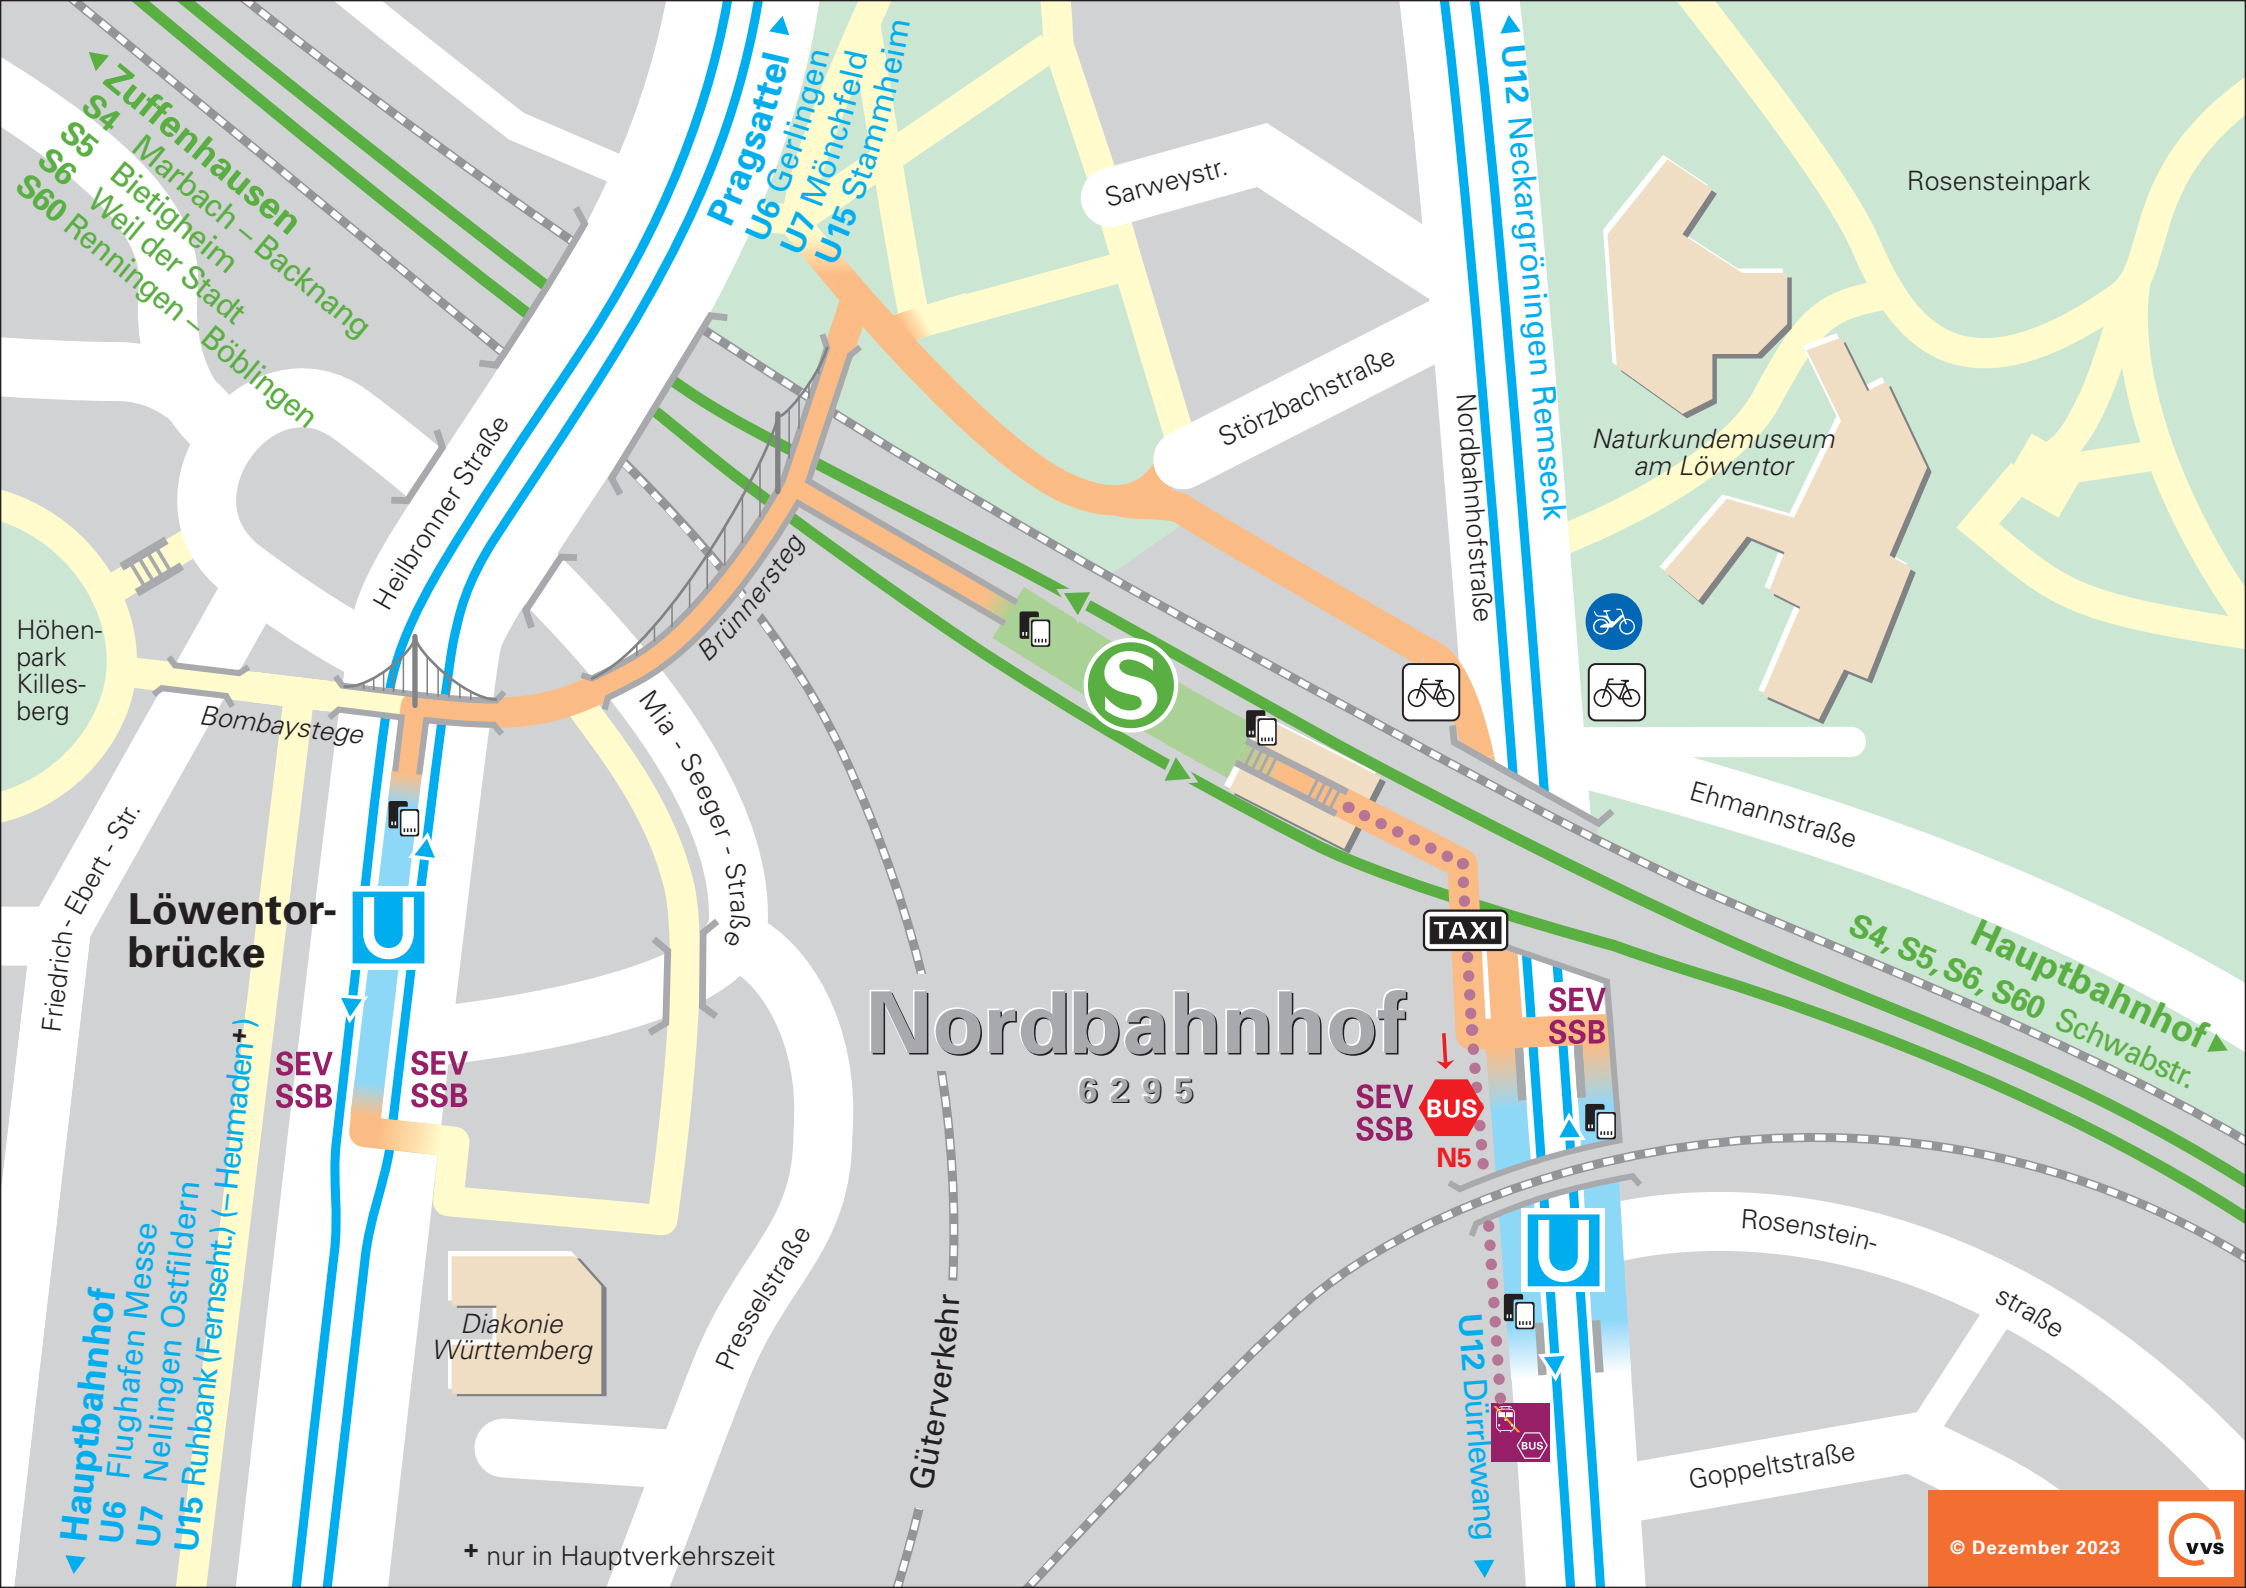 Zuffenhausen
S4 Marbach – Backnang
S5 Bietigheim
S6 Weil der Stadt
S60 Renningen – Böblingen
Pragsattel
U6 Gerlingen
U7 Mönchfeld
U15 Stammheim
U12 Neckargröningen Remseck
Rosensteinpark
Sarweystr.
Störzbachstraße
Nordbahnhofstraße
Naturkundemuseum
am Löwentor
Heilbronner Straße
Brünnersteg
Höhen-
park
Killes-
berg
Bombaystege
Mia - Seeger - Straße
S
Ehmannstraße
Friedrich - Ebert - Str.
Löwentor-
brücke
U
TAXI
Hauptbahnhof
S4, S5, S6, S60 Schwabstr.
Nordbahnhof
6295
SEV
SSB
SEV
SSB
SEV
SSB
SEV
SSB
BUS
N5
U
Rosenstein-
straße
Hauptbahnhof
U6 Flughafen Messe
U7 Nellingen Ostfildern
U15 Ruhbank (Fernseht.) (– Heumaden+)
Diakonie
Württemberg
Presselstraße
Güterverkehr
U12 Dürrlewang
BUS
Goppeltstraße
+ nur in Hauptverkehrszeit
© Dezember 2023
vvs